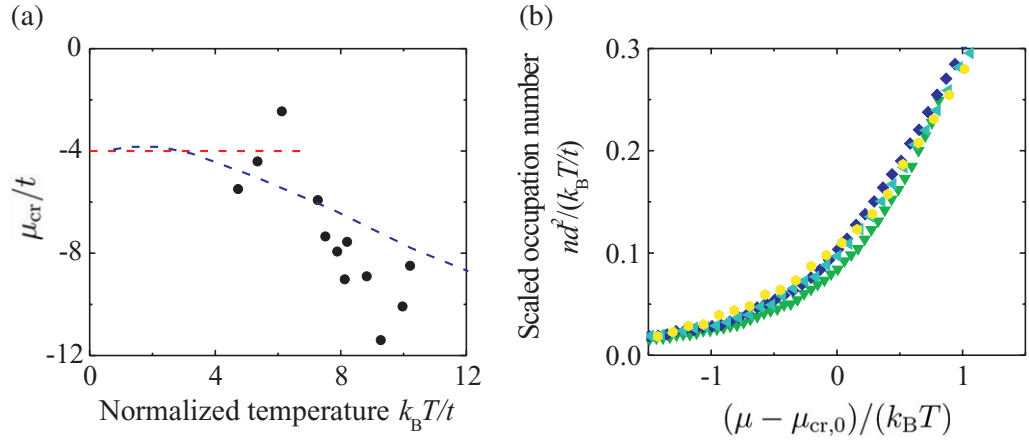 (a)
0
-4
-8
-12
μcr/t
0
4
8
12
Normalized temperature kBT/t
(b)
0.3
0.2
0.1
0.0
Scaled occupation number
nd²/(kBT/t)
-1
0
1
(μ − μcr,0)/(kBT)